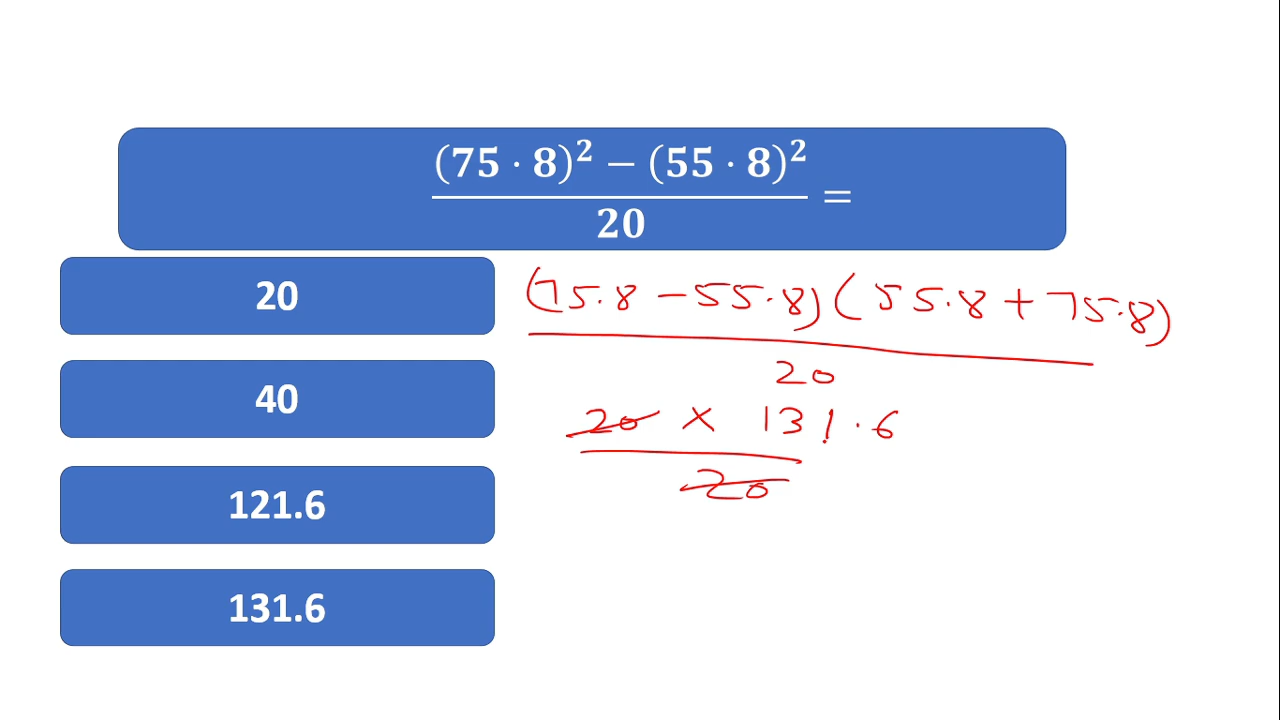 (75 · 8)² − (55 · 8)²
20
=
20
(75.8 − 55.8) (55.8 + 75.8)
20
40
20 × 131.6
20
121.6
131.6